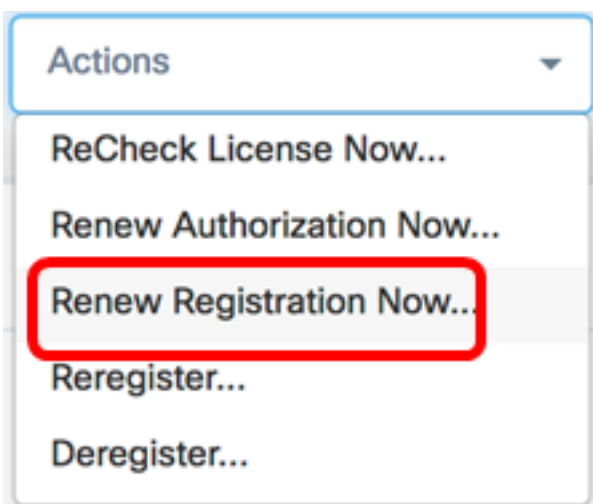 Actions
ReCheck License Now...
Renew Authorization Now...
Renew Registration Now...
Reregister...
Deregister...